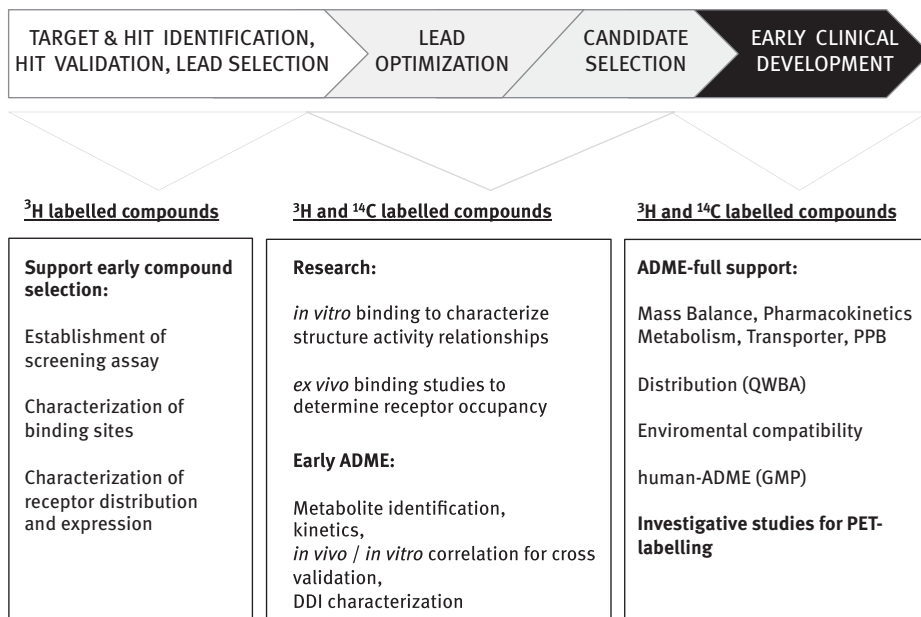 TARGET & HIT IDENTIFICATION,
HIT VALIDATION, LEAD SELECTION
LEAD
OPTIMIZATION
CANDIDATE
SELECTION
EARLY CLINICAL
DEVELOPMENT
³H labelled compounds
Support early compound
selection:
Establishment of
screening assay
Characterization of
binding sites
Characterization of
receptor distribution
and expression
³H and ¹⁴C labelled compounds
Research:
in vitro binding to characterize
structure activity relationships
ex vivo binding studies to
determine receptor occupancy
Early ADME:
Metabolite identification,
kinetics,
in vivo / in vitro correlation for cross
validation,
DDI characterization
³H and ¹⁴C labelled compounds
ADME-full support:
Mass Balance, Pharmacokinetics
Metabolism, Transporter, PPB
Distribution (QWBA)
Enviromental compatibility
human-ADME (GMP)
Investigative studies for PET-
labelling